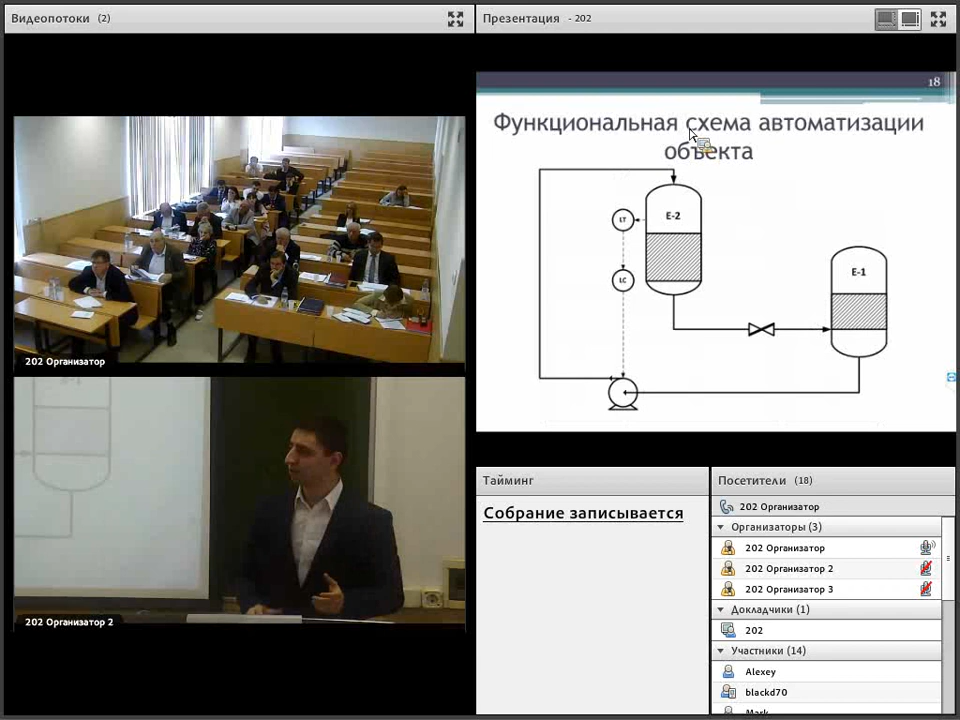 Видеопотоки (2)
202 Организатор
202 Организатор 2
Презентация - 202
18
Функциональная схема автоматизации
объекта
E-2
LT
LC
E-1
Тайминг
Собрание записывается
Посетители (18)
202 Организатор
Организаторы (3)
202 Организатор
202 Организатор 2
202 Организатор 3
Докладчики (1)
202
Участники (14)
Alexey
blackd70